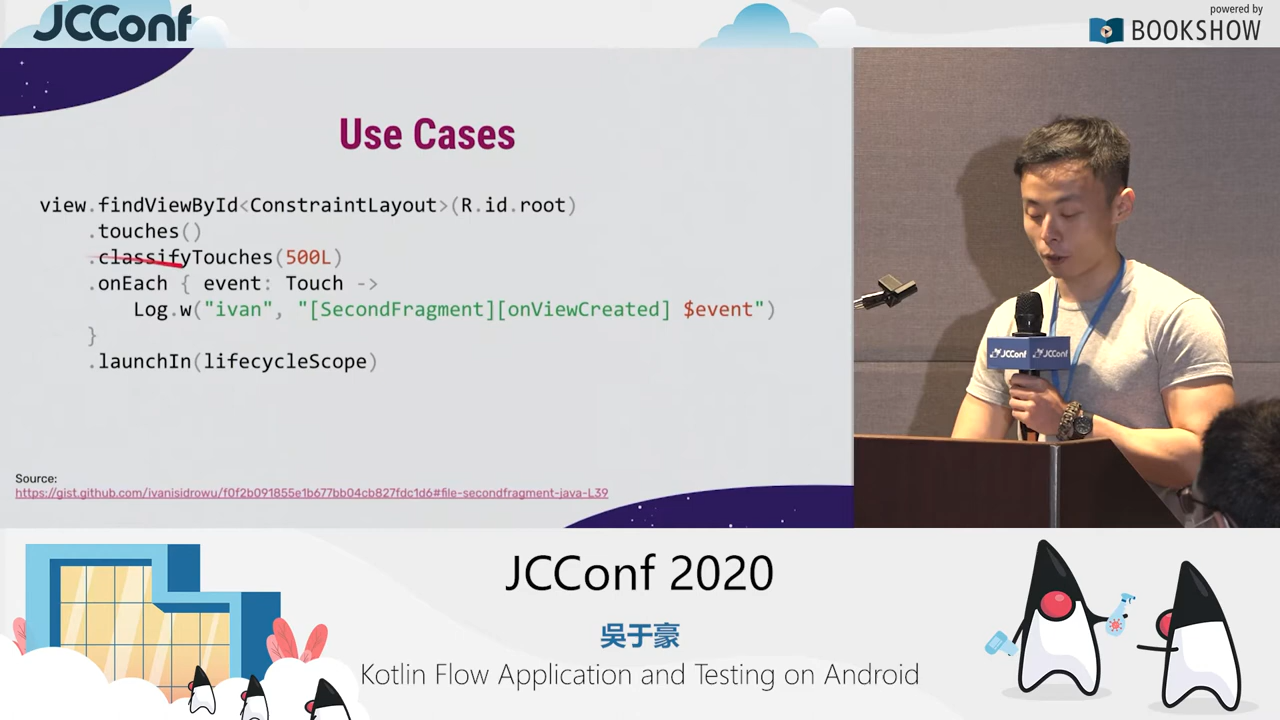 JCConf
powered by
BOOKSHOW
Use Cases
view.findViewById<ConstraintLayout>(R.id.root)
.touches()
.classifyTouches(500L)
.onEach { event: Touch ->
Log.w("ivan", "[SecondFragment][onViewCreated] $event")
}
.launchIn(lifecycleScope)
Source:
https://gist.github.com/ivanisidrowu/f0f2b091855e1b677bb04cb827fdc1d6#file-secondfragment-java-L39
JCConf JCConf
JCConf 2020
吳于豪
Kotlin Flow Application and Testing on Android